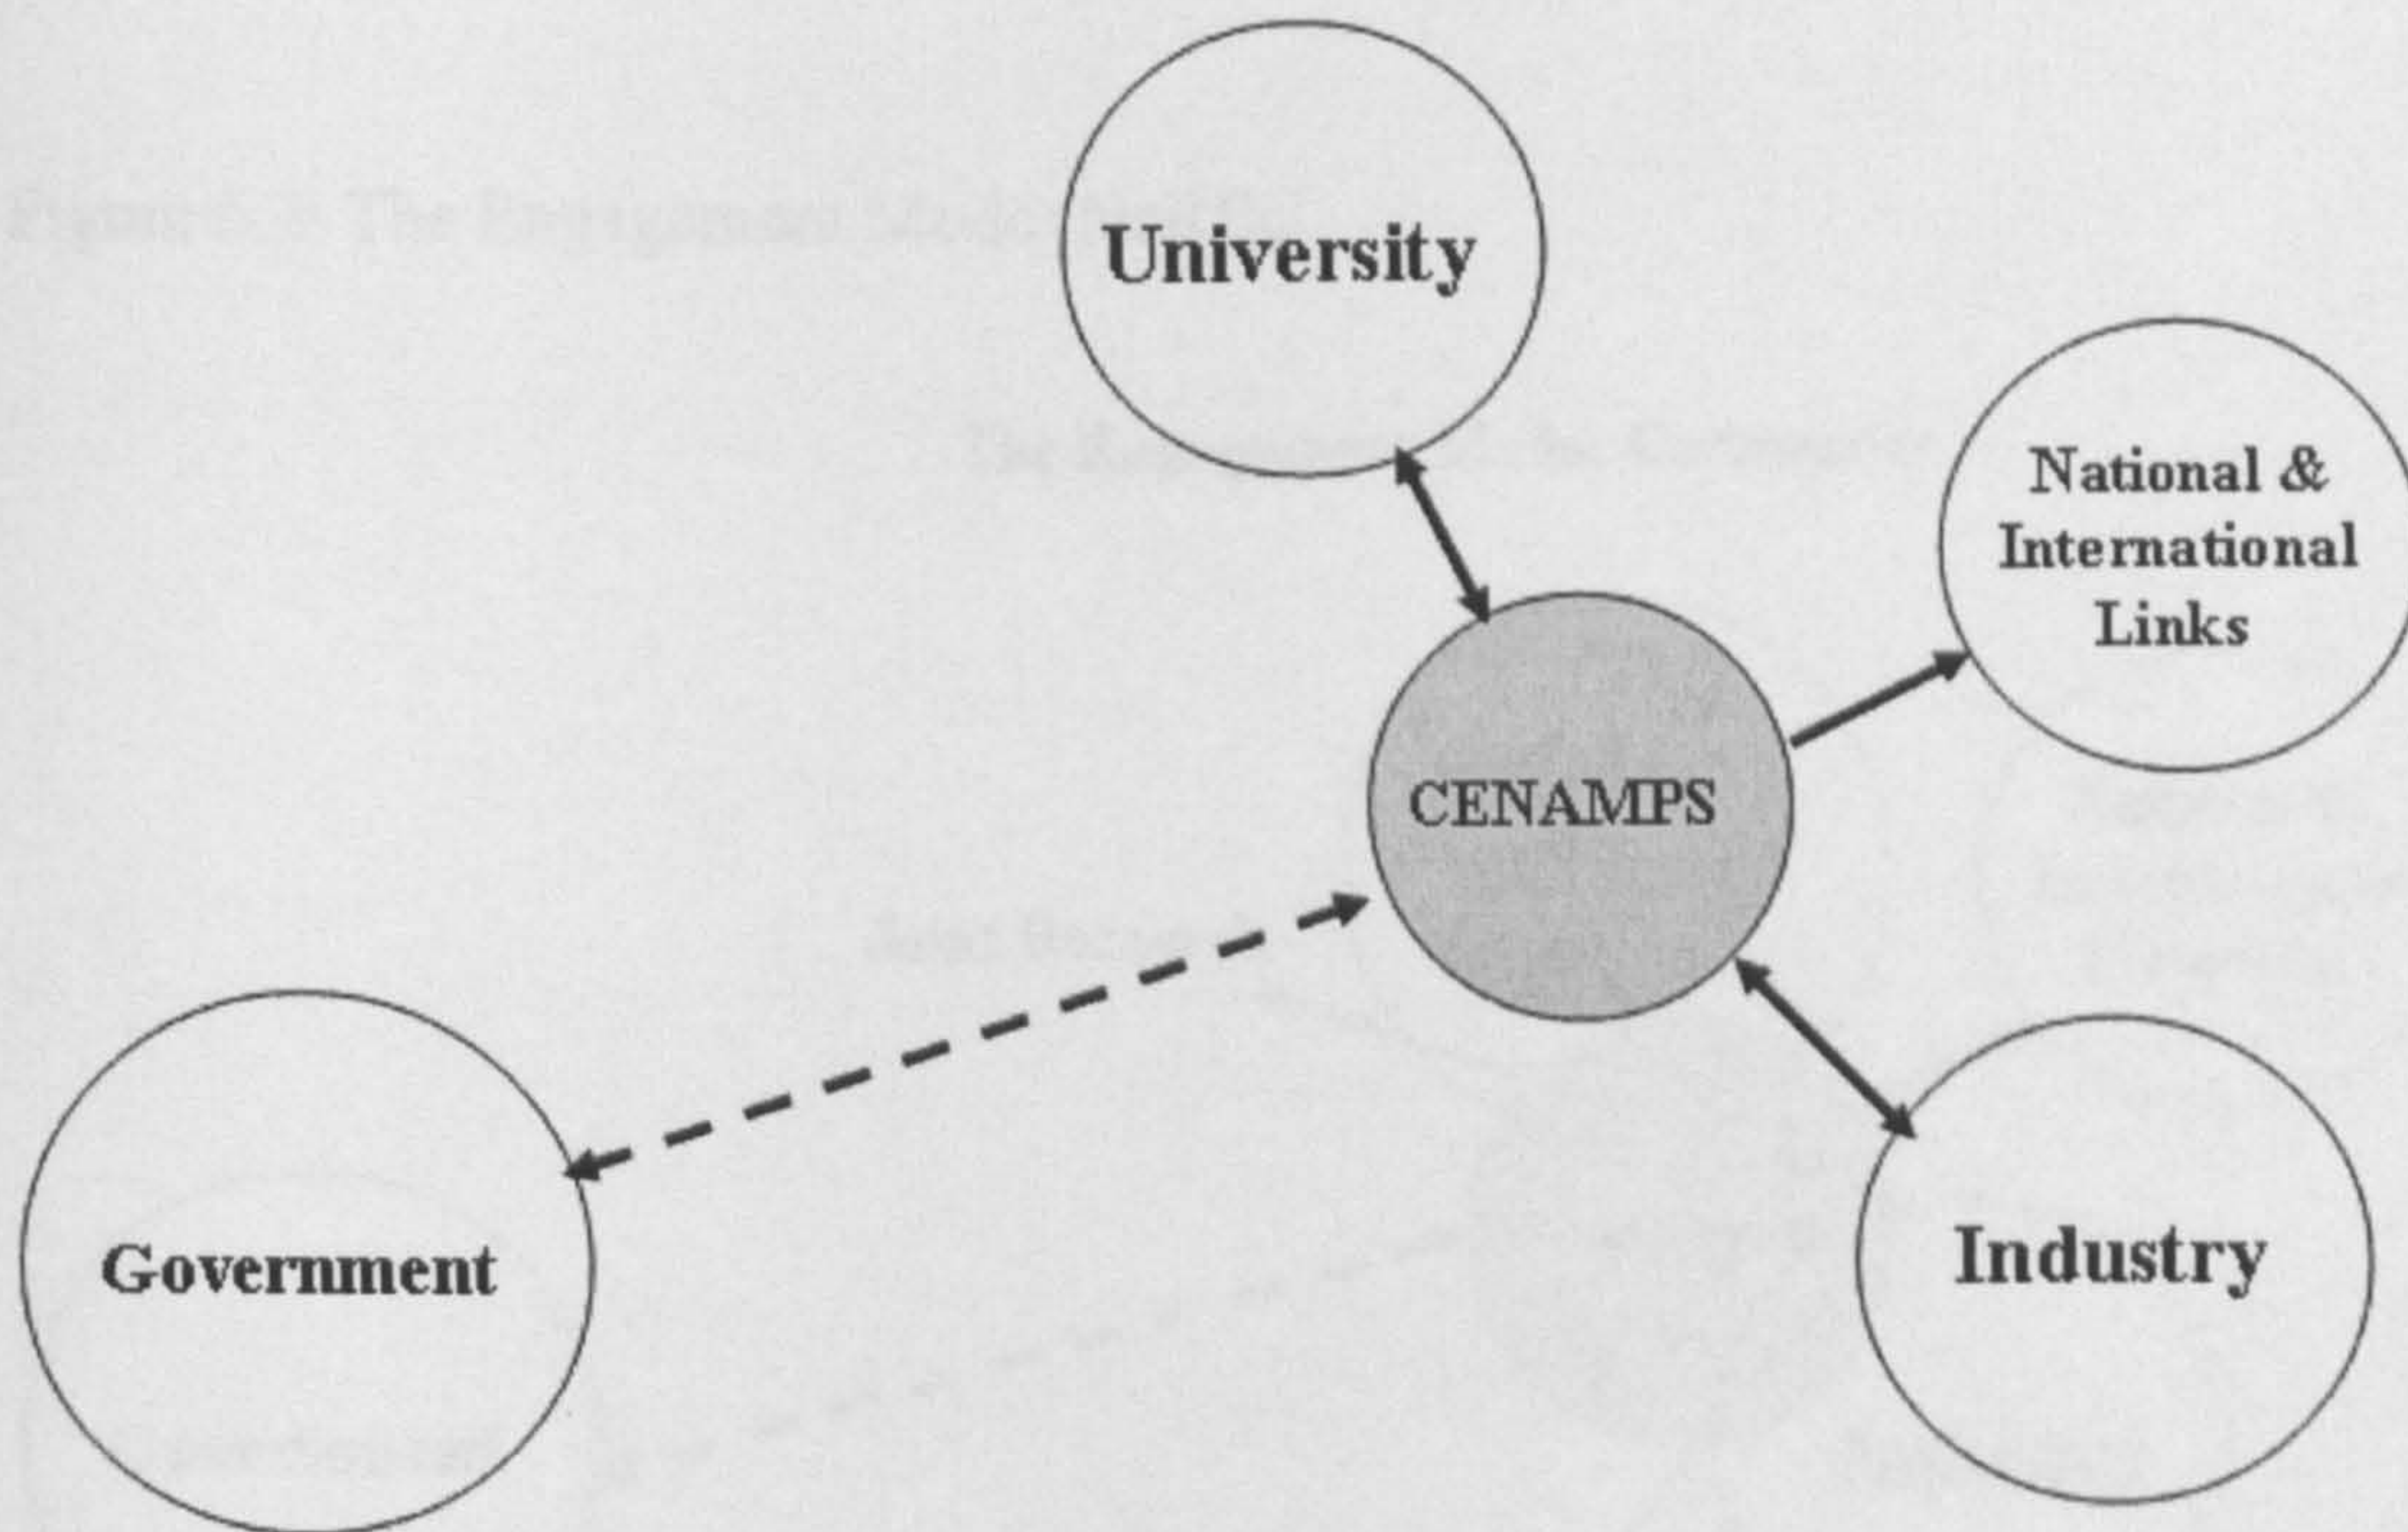 University
National &
International
Links
CENAMPS
Government
Industry